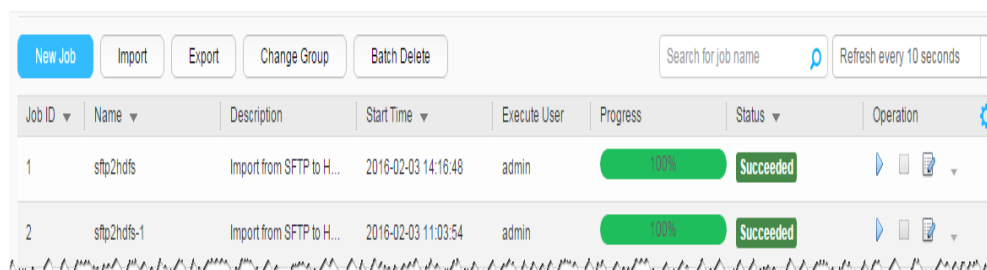 New Job Import Export Change Group Batch Delete Search for job name Refresh every 10 seconds
Job ID Name Description Start Time Execute User Progress Status Operation
1 sftp2hdfs Import from SFTP to H... 2016-02-03 14:16:48 admin 100% Succeeded
2 sftp2hdfs-1 Import from SFTP to H... 2016-02-03 11:03:54 admin 100% Succeeded